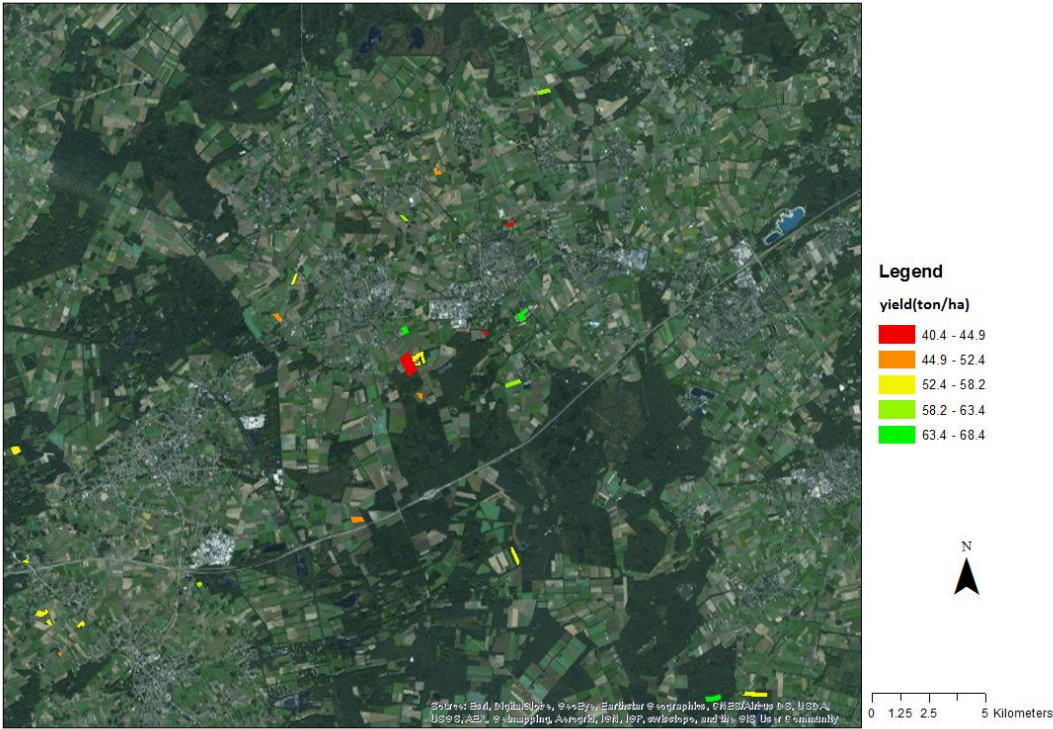 Legend
yield(ton/ha)
40.4 - 44.9
44.9 - 52.4
52.4 - 58.2
58.2 - 63.4
63.4 - 68.4
N
0 1.25 2.5 5 Kilometers
Source: Esri, DigitalGlobe, GeoEye, Earthstar Geographics, CNES/Airbus DS, USDA,
USGS, AEX, Getmapping, Aerogrid, IGN, IGP, swisstopo, and the GIS User Community